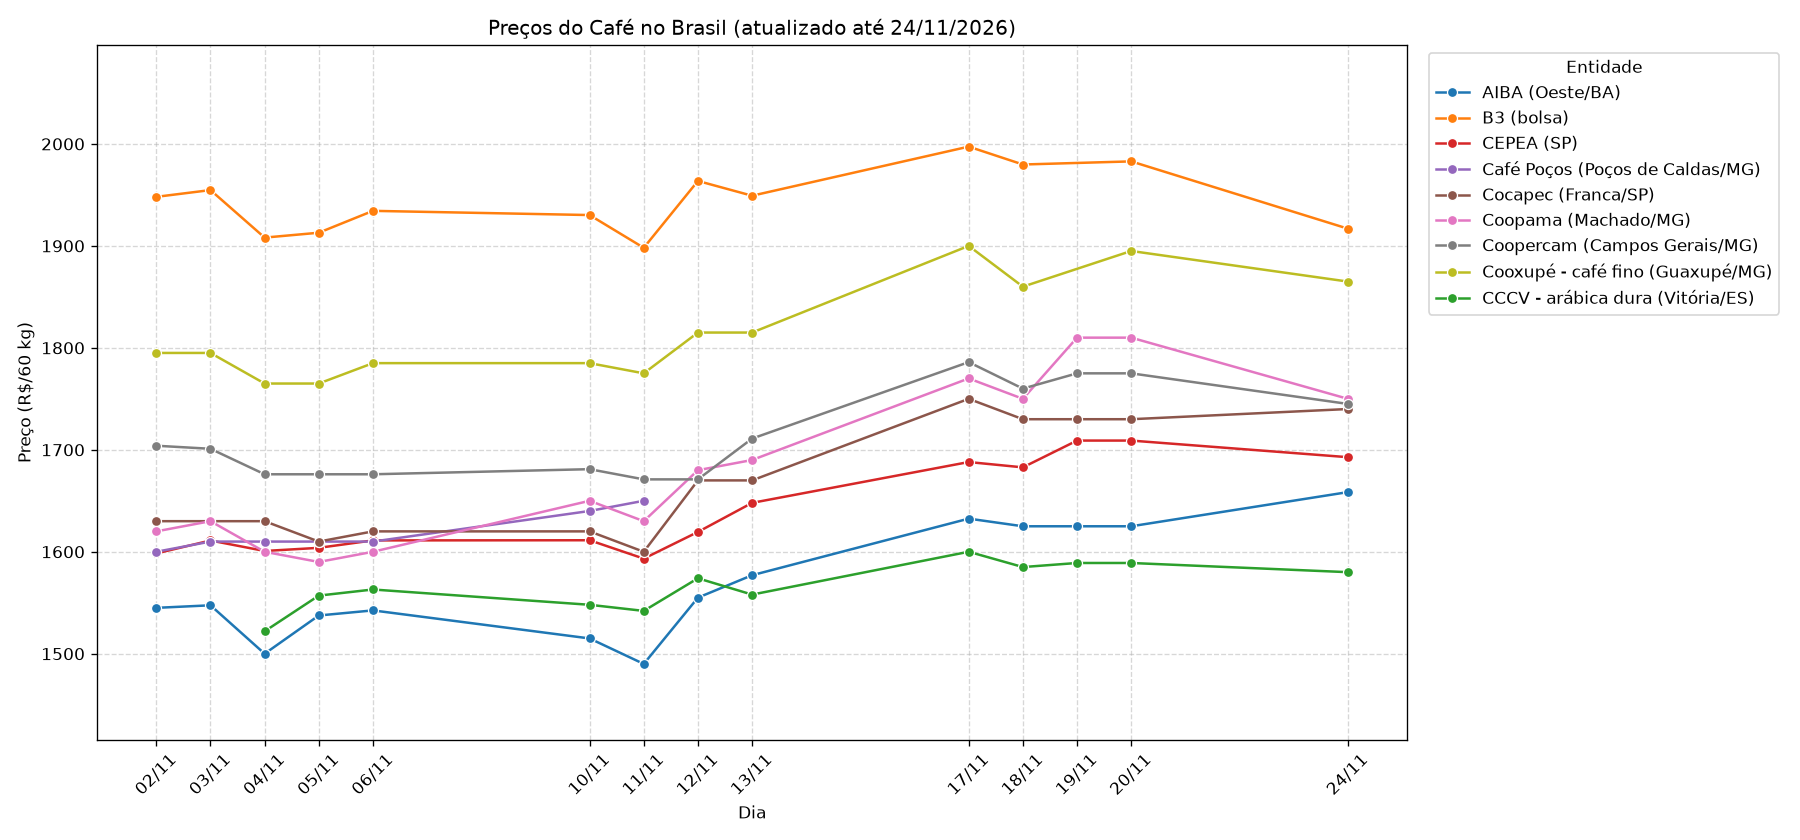 Preços do Café no Brasil (atualizado até 24/11/2026)
Entidade
AIBA (Oeste/BA)
B3 (bolsa)
CEPEA (SP)
Café Poços (Poços de Caldas/MG)
Cocapec (Franca/SP)
Coopama (Machado/MG)
Coopercam (Campos Gerais/MG)
Cooxupé - café fino (Guaxupé/MG)
CCCV - arábica dura (Vitória/ES)
Preço (R$/60 kg)
2000
1900
1800
1700
1600
1500
02/11
03/11
04/11
05/11
06/11
10/11
11/11
12/11
13/11
17/11
18/11
19/11
20/11
24/11
Dia